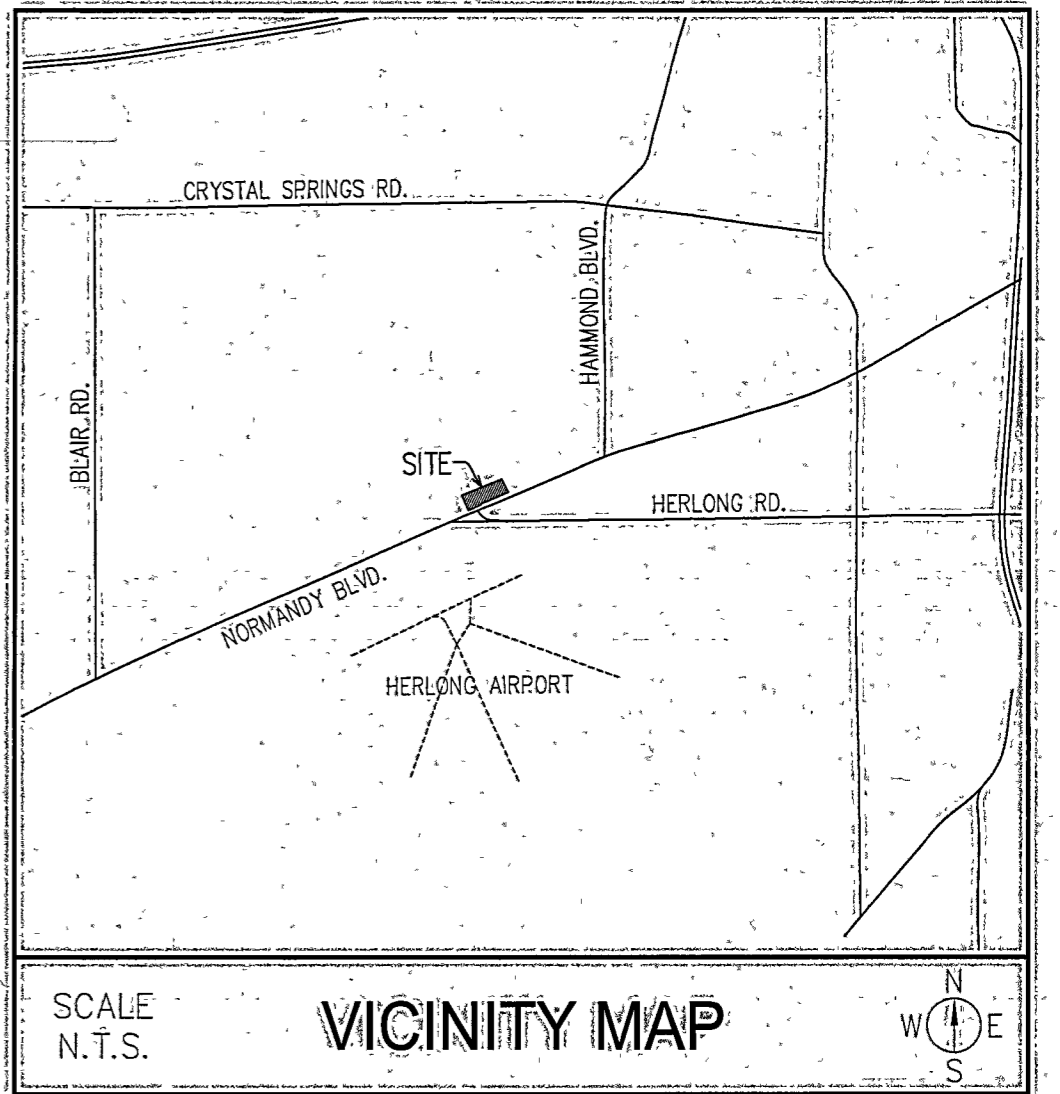 CRYSTAL SPRINGS RD.
HAMMOND BLVD.
BLAIR RD.
SITE
HERLONG RD.
NORMANDY BLVD.
HERLONG AIRPORT
SCALE
N.T.S.
VICINITY MAP
N
W E
S